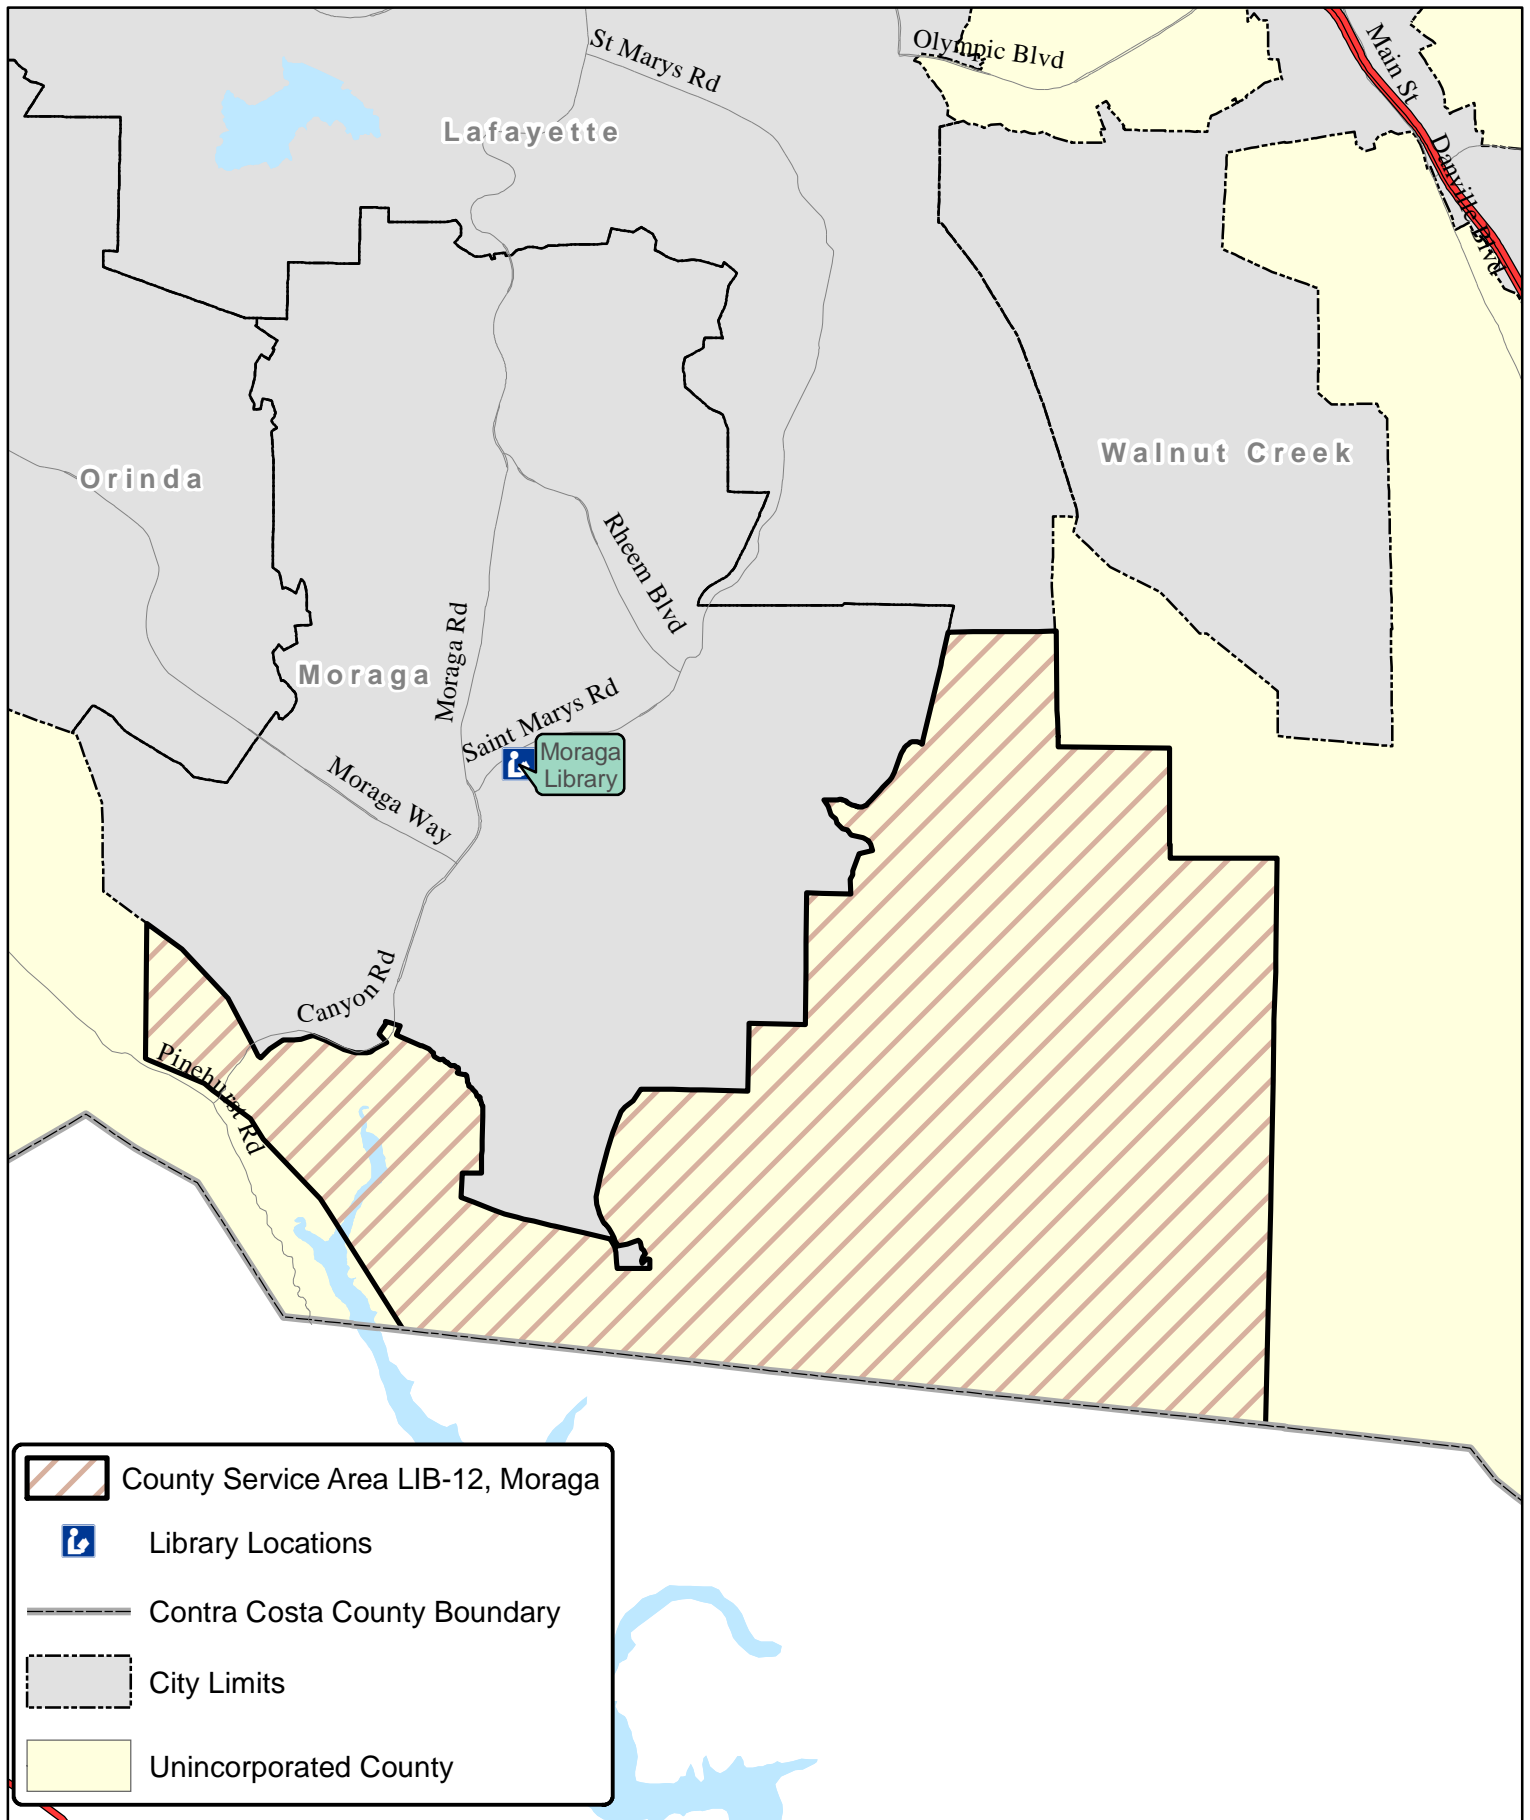 St Marys Rd
Olympic Blvd
Main St
Lafayette
Danville Blvd
Walnut Creek
Orinda
Rheem Blvd
Moraga Rd
Moraga
Saint Marys Rd
Moraga
Library
Moraga Way
Canyon Rd
Pinehurst Rd
County Service Area LIB-12, Moraga
Library Locations
Contra Costa County Boundary
City Limits
Unincorporated County